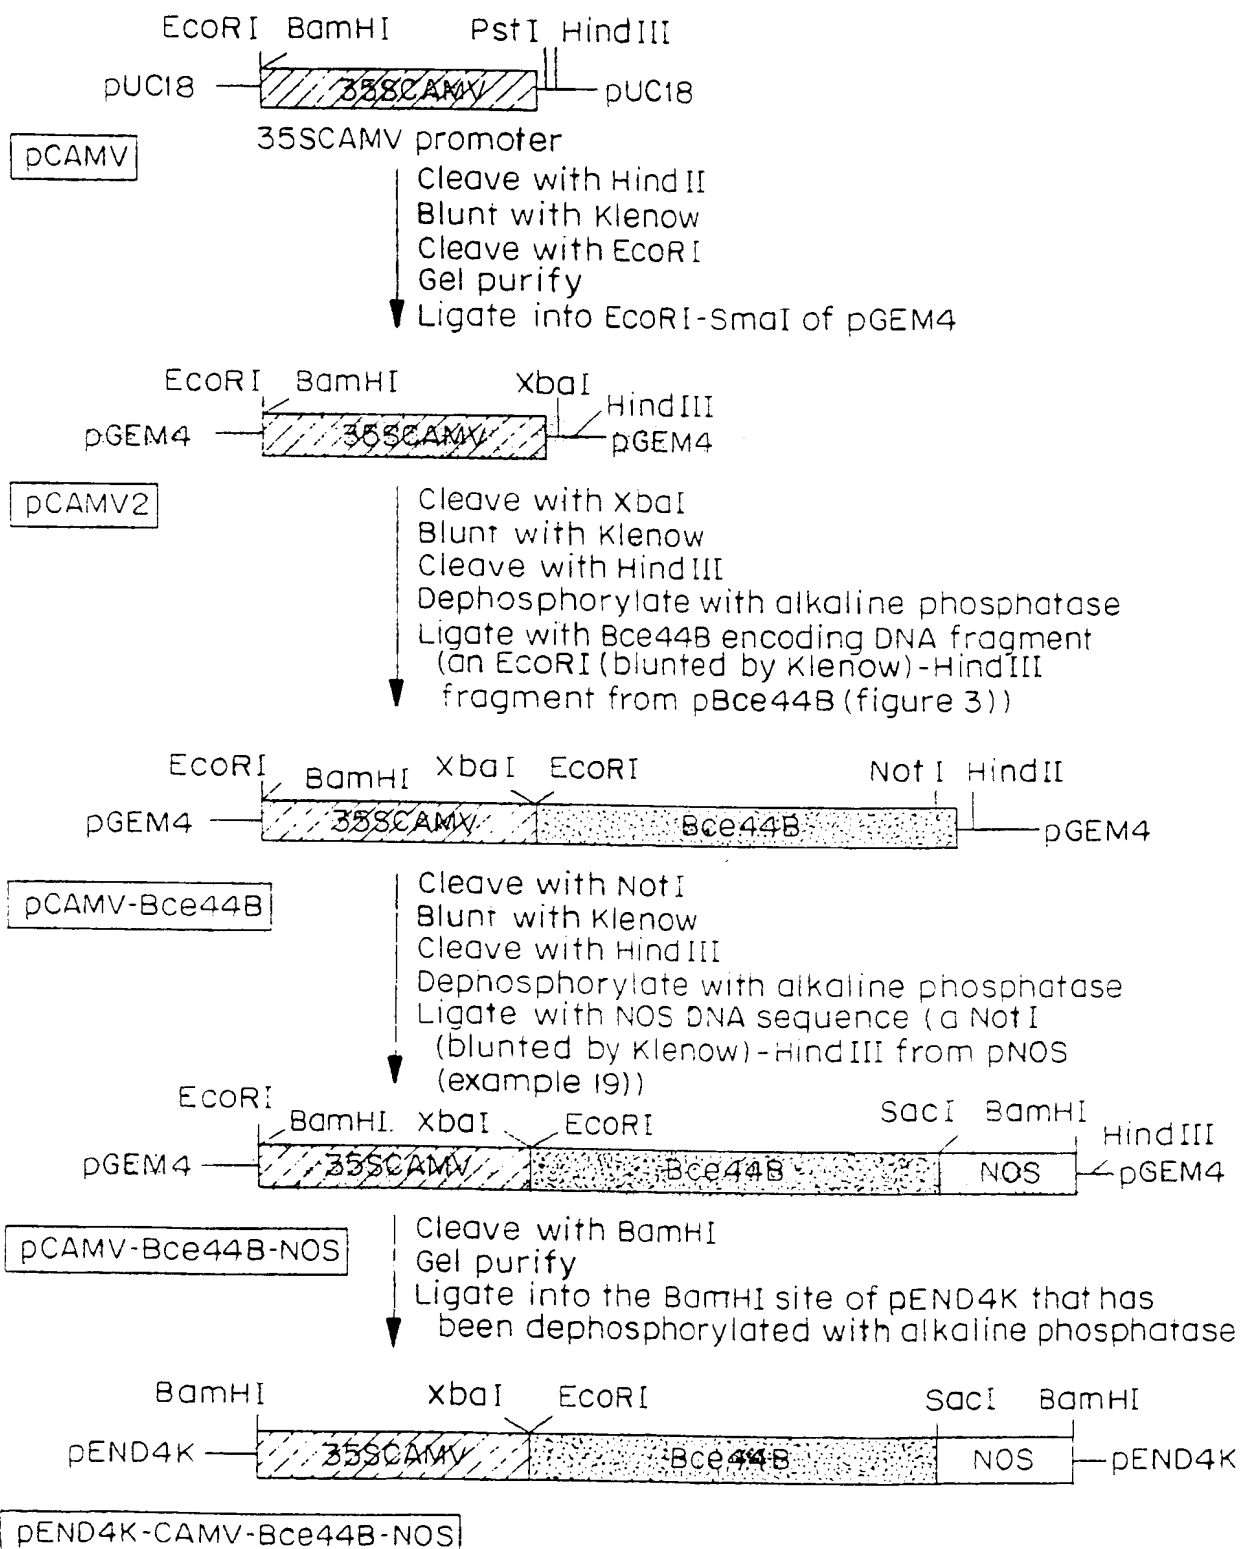 EcoRI BamHI PstI HindIII
pUC18 35SCAMV pUC18
35SCAMV promoter
pCAMV
Cleave with Hind II
Blunt with Klenow
Cleave with EcoRI
Gel purify
Ligate into EcoRI-SmaI of pGEM4
EcoRI BamHI XbaI HindIII
pGEM4 35SCAMV pGEM4
pCAMV2
Cleave with XbaI
Blunt with Klenow
Cleave with HindIII
Dephosphorylate with alkaline phosphatase
Ligate with Bce44B encoding DNA fragment
(an EcoRI (blunted by Klenow)-HindIII
fragment from pBce44B (figure 3))
EcoRI BamHI XbaI EcoRI Not I HindII
pGEM4 35SCAMV Bce44B pGEM4
pCAMV-Bce44B
Cleave with NotI
Blunt with Klenow
Cleave with HindIII
Dephosphorylate with alkaline phosphatase
Ligate with NOS DNA sequence (a Not I
(blunted by Klenow)-HindIII from pNOS
(example 19))
EcoRI BamHI. XbaI EcoRI SacI BamHI HindIII
pGEM4 35SCAMV Bce44B NOS pGEM4
pCAMV-Bce44B-NOS
Cleave with BamHI
Gel purify
Ligate into the BamHI site of pEND4K that has
been dephosphorylated with alkaline phosphatase
BamHI XbaI EcoRI SacI BamHI
pEND4K 35SCAMV Bce44B NOS pEND4K
pEND4K-CAMV-Bce44B-NOS